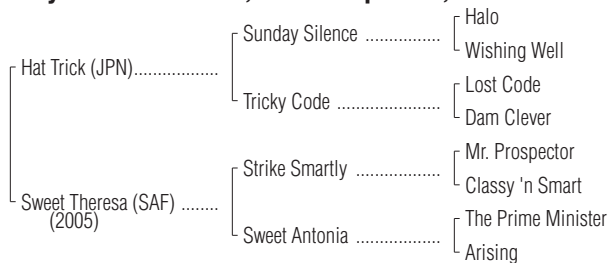 Halo
Sunday Silence ..................
Wishing Well
Hat Trick (JPN)....................
Lost Code
Tricky Code .........................
Dam Clever
Mr. Prospector
Strike Smartly .....................
Classy 'n Smart
Sweet Theresa (SAF) ........
(2005)
The Prime Minister
Sweet Antonia .....................
Arising